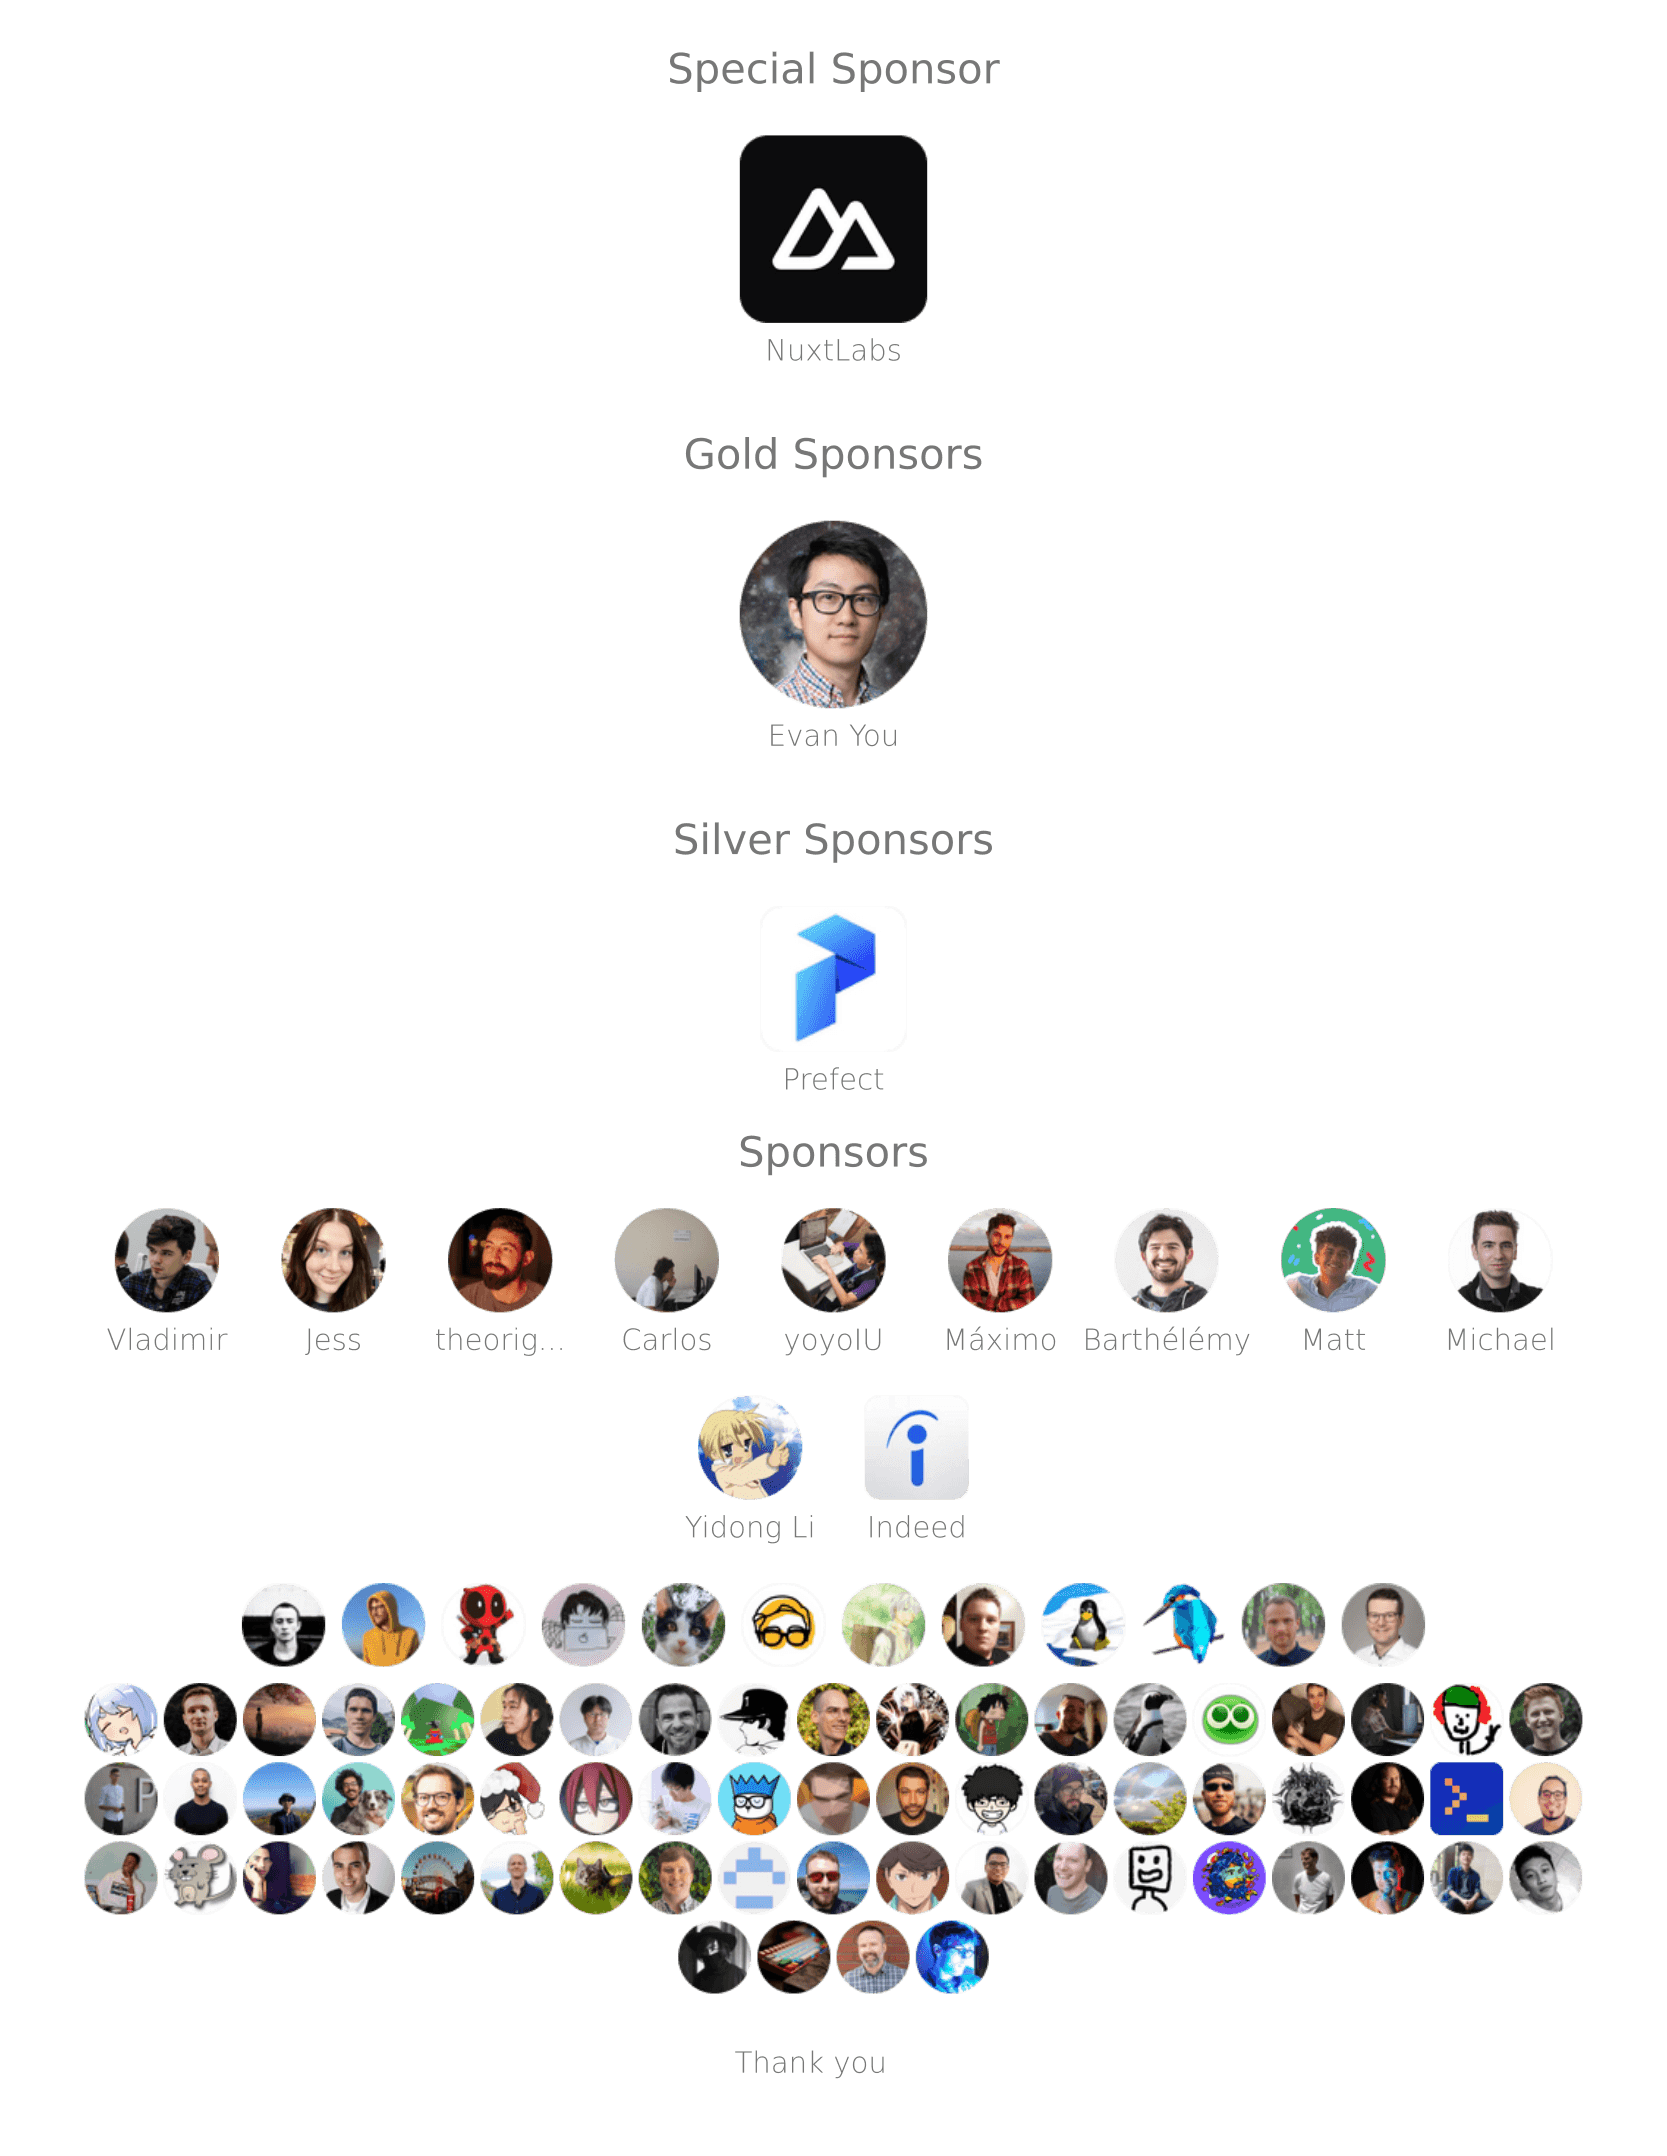 Special Sponsor
NuxtLabs
Gold Sponsors
Evan You
Silver Sponsors
Prefect
Sponsors
Vladimir Jess theorig... Carlos yoyoIU Máximo Barthélémy Matt Michael
Yidong Li Indeed
Thank you